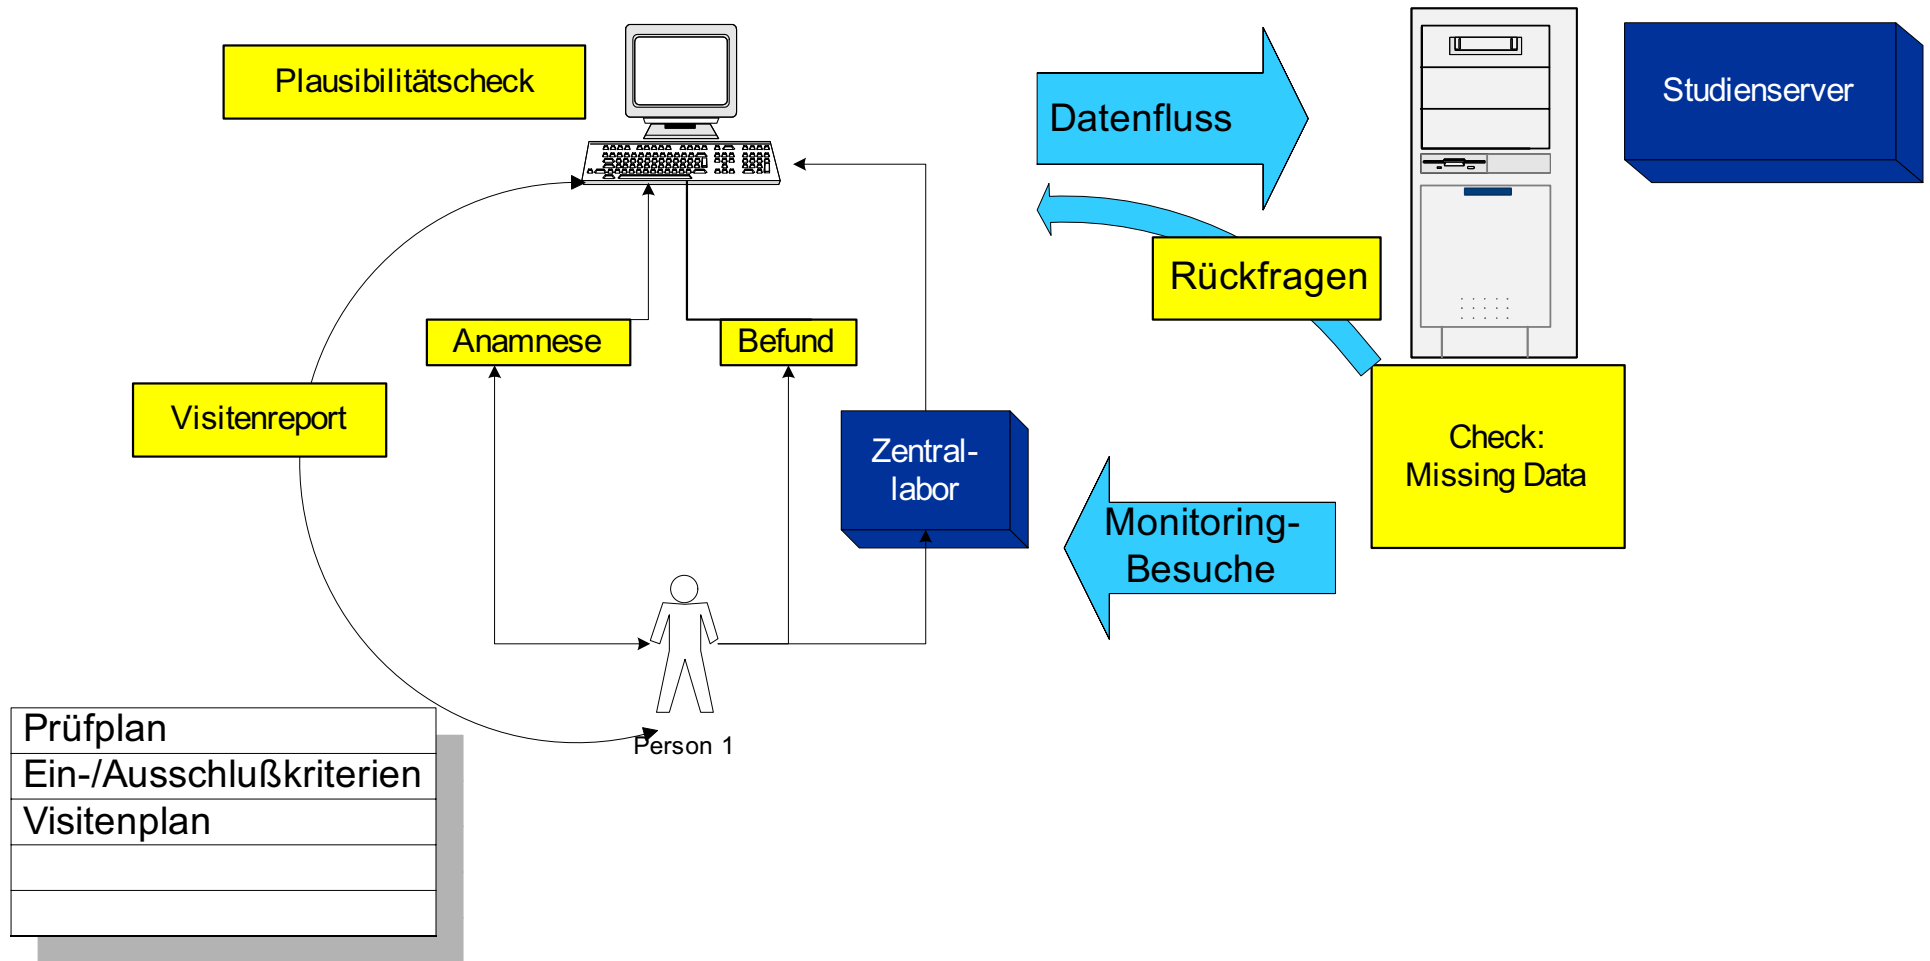 Plausibilitätscheck
Datenfluss
Studienserver
Rückfragen
Anamnese
Befund
Visitenreport
Zentral-
labor
Check:
Missing Data
Monitoring-
Besuche
Person 1
Prüfplan
Ein-/Ausschlußkriterien
Visitenplan